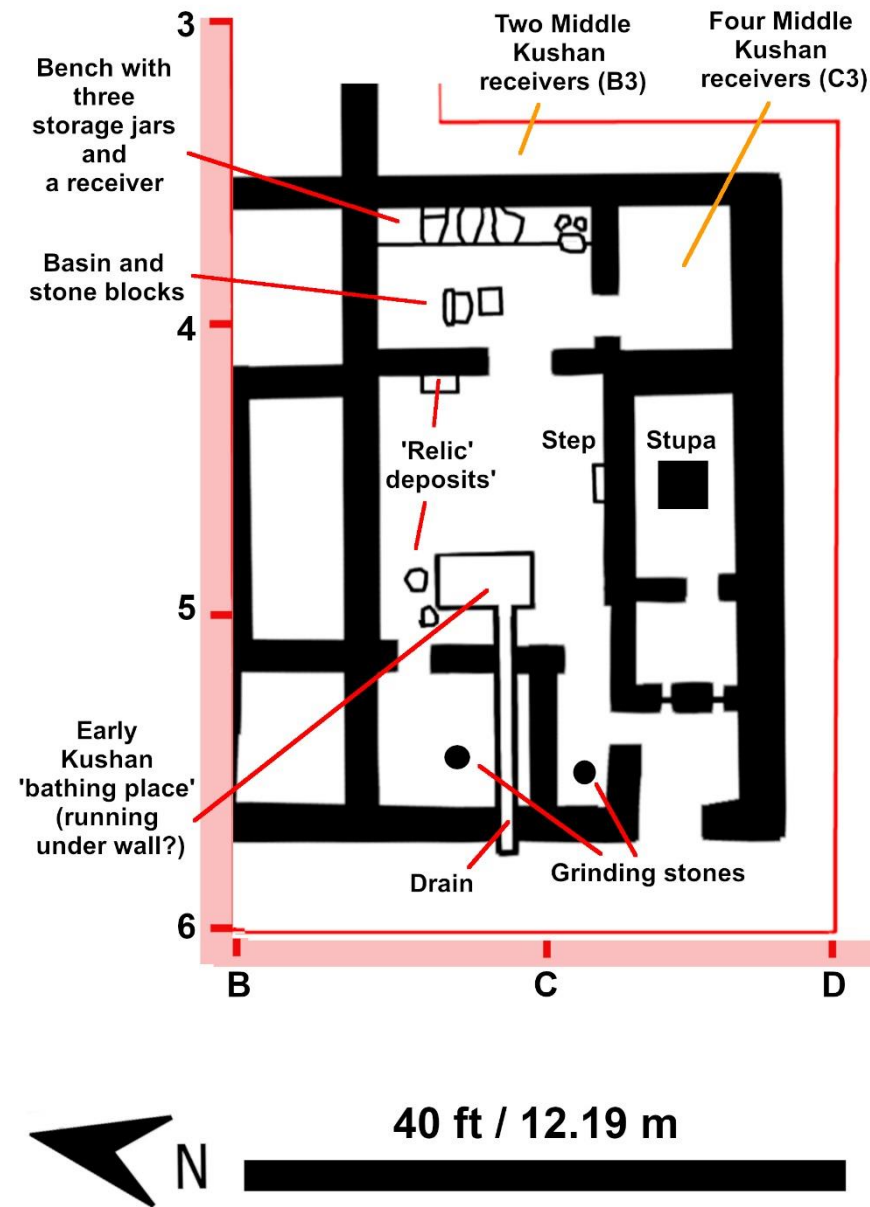 3
Two Middle
Kushan
receivers (B3)
Four Middle
Kushan
receivers (C3)
Bench with
three
storage jars
and
a receiver
Basin and
stone blocks
4
'Relic'
deposits'
Step
Stupa
5
Early
Kushan
'bathing place'
(running
under wall?)
Drain
Grinding stones
6
B
C
D
N
40 ft / 12.19 m